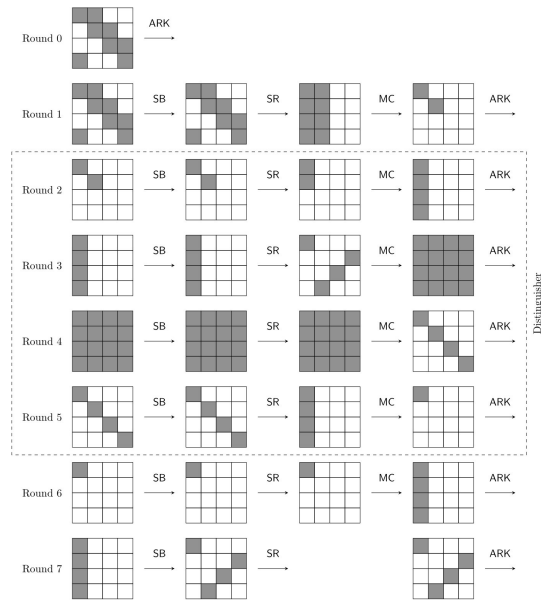 Round 0 ARK
Round 1 SB SR MC ARK
Round 2 SB SR MC ARK
Round 3 SB SR MC ARK
Round 4 SB SR MC ARK
Round 5 SB SR MC ARK
Distinguisher
Round 6 SB SR MC ARK
Round 7 SB SR ARK